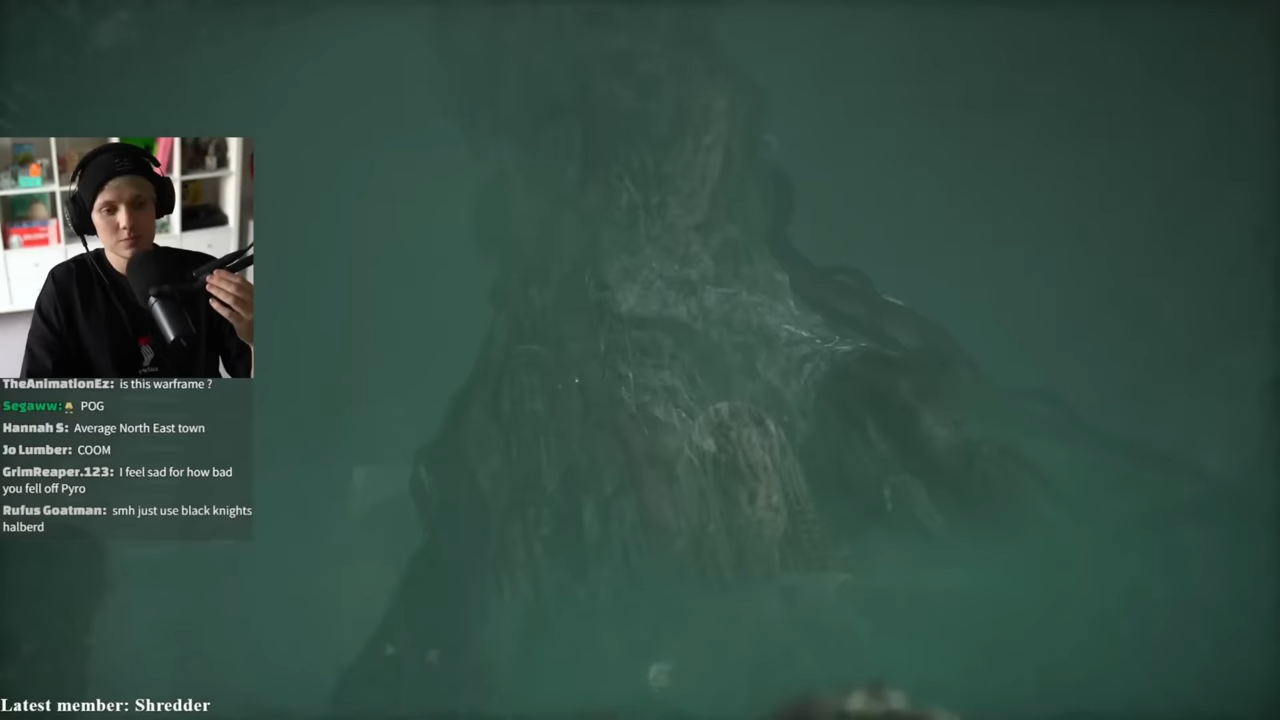 TheAnimationEz: is this warframe ?
Segaww: POG
Hannah S: Average North East town
Jo Lumber: COOM
GrimReaper.123: I feel sad for how bad
you fell off Pyro
Rufus Goatman: smh just use black knights
halberd
Latest member: Shredder